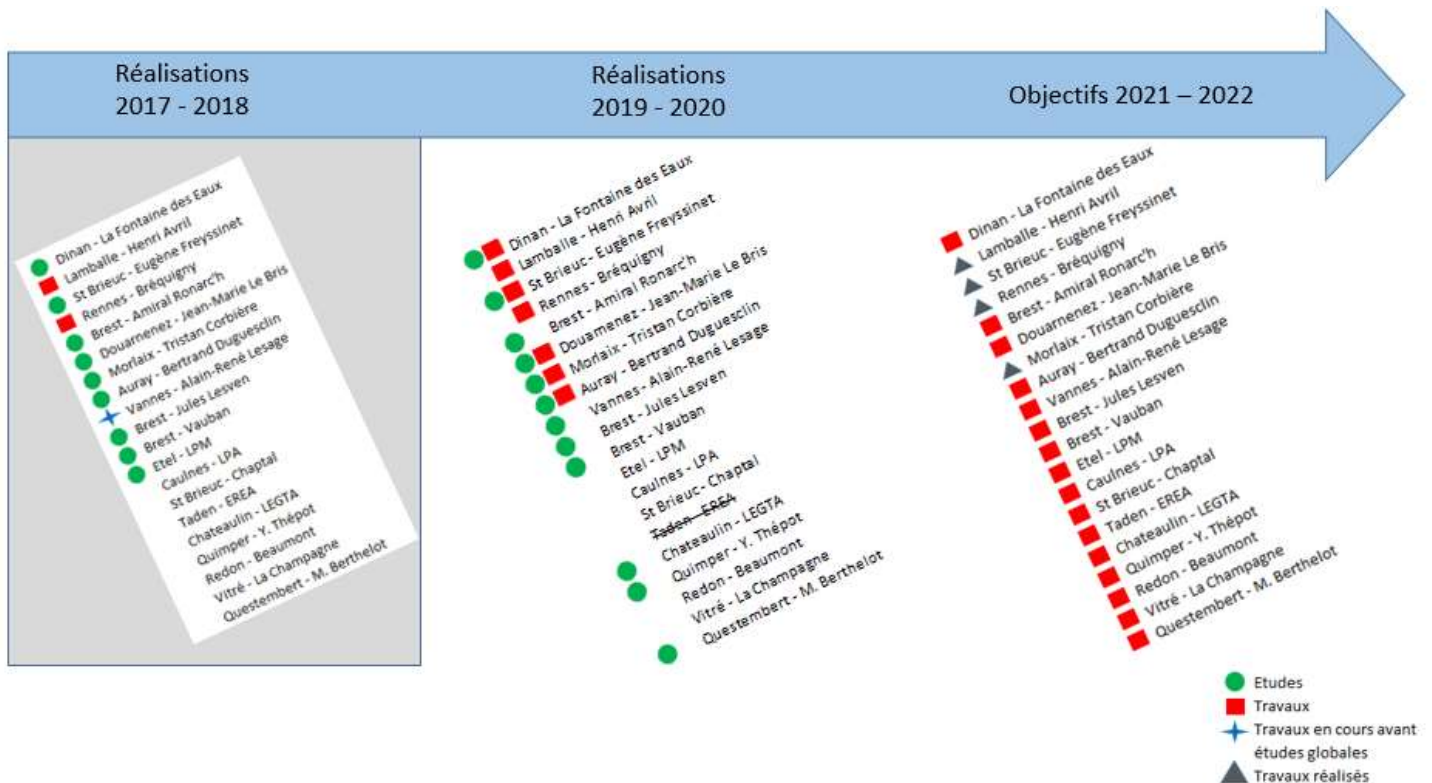 Réalisations
2017 - 2018
Réalisations
2019 - 2020
Objectifs 2021 – 2022
Dinan - La Fontaine des Eaux
Lamballe - Henri Avril
St Brieuc - Eugène Freyssinet
Rennes - Bréquigny
Brest - Amiral Ronarc'h
Douarnenez - Jean-Marie Le Bris
Morlaix - Tristan Corbière
Auray - Bertrand Duguesclin
Vannes - Alain-René Lesage
Brest - Jules Lesven
Brest - Vauban
Etel - LPM
Caulnes - LPA
St Brieuc - Chaptal
Taden - EREA
Chateaulin - LEGTA
Quimper - Y. Thépot
Redon - Beaumont
Vitré - La Champagne
Questembert - M. Berthelot
Dinan - La Fontaine des Eaux
Lamballe - Henri Avril
St Brieuc - Eugène Freyssinet
Rennes - Bréquigny
Brest - Amiral Ronarc'h
Douarnenez - Jean-Marie Le Bris
Morlaix - Tristan Corbière
Auray - Bertrand Duguesclin
Vannes - Alain-René Lesage
Brest - Jules Lesven
Brest - Vauban
Etel - LPM
Caulnes - LPA
St Brieuc - Chaptal
Taden - EREA
Chateaulin - LEGTA
Quimper - Y. Thépot
Redon - Beaumont
Vitré - La Champagne
Questembert - M. Berthelot
Dinan - La Fontaine des Eaux
Lamballe - Henri Avril
St Brieuc - Eugène Freyssinet
Rennes - Bréquigny
Brest - Amiral Ronarc'h
Douarnenez - Jean-Marie Le Bris
Morlaix - Tristan Corbière
Auray - Bertrand Duguesclin
Vannes - Alain-René Lesage
Brest - Jules Lesven
Brest - Vauban
Etel - LPM
Caulnes - LPA
St Brieuc - Chaptal
Taden - EREA
Chateaulin - LEGTA
Quimper - Y. Thépot
Redon - Beaumont
Vitré - La Champagne
Questembert - M. Berthelot
Etudes
Travaux
Travaux en cours avant
études globales
Travaux réalisés